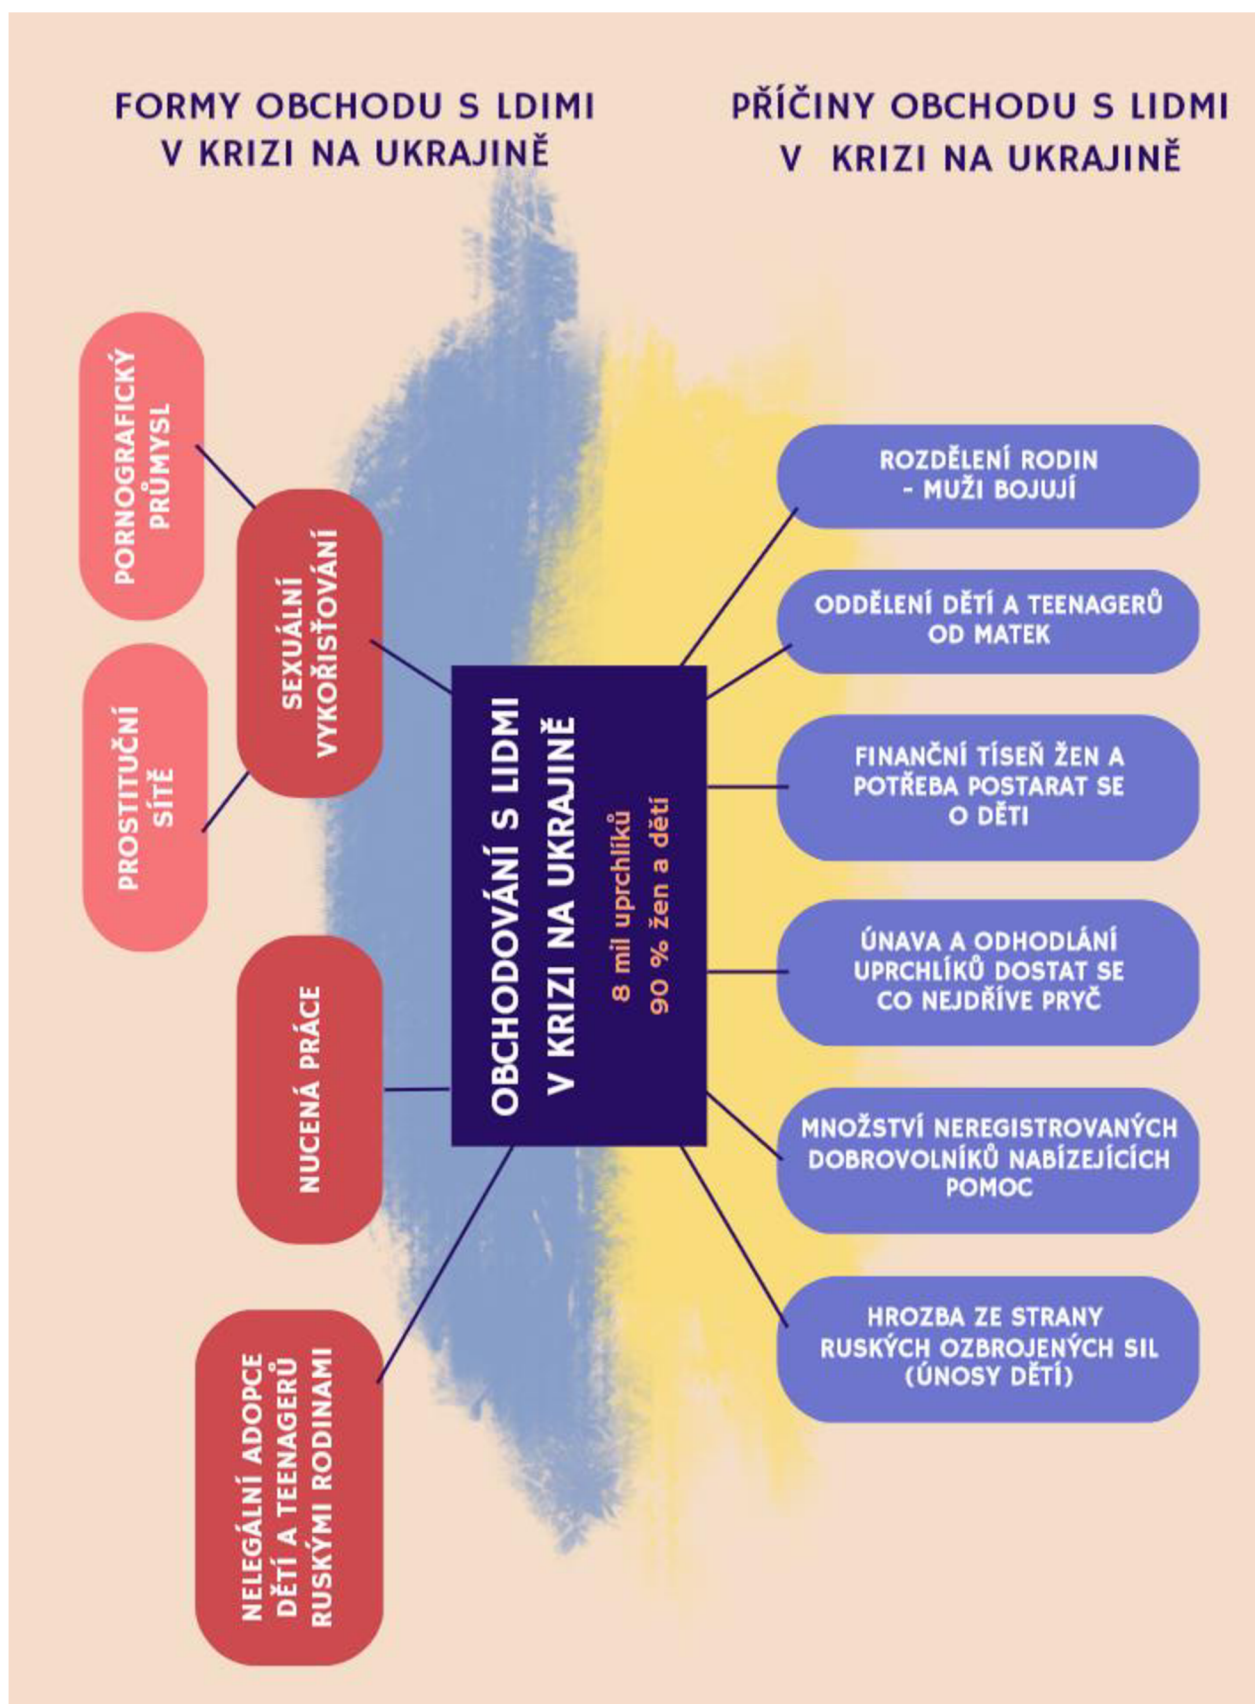 FORMY OBCHODU S LDIMI
V KRIZI NA UKRAJINĚ
PŘÍČINY OBCHODU S LIDMI
V KRIZI NA UKRAJINĚ
PORNOGRAFICKÝ
PRŮMYSL
PROSTITUČNÍ
SÍTĚ
SEXUÁLNÍ
VYKOŘISŤOVÁNÍ
NUCENÁ PRÁCE
NELEGÁLNÍ ADOPCE
DĚTÍ A TEENAGERŮ
RUSKÝMI RODINAMI
OBCHODOVÁNÍ S LIDMI
V KRIZI NA UKRAJINĚ
8 mil uprchlíků
90 % žen a dětí
ROZDĚLENÍ RODIN
- MUŽI BOJUJÍ
ODDĚLENÍ DĚTÍ A TEENAGERŮ
OD MATEK
FINANČNÍ TÍSEŇ ŽEN A
POTŘEBA POSTARAT SE
O DĚTI
ÚNAVA A ODHODLÁNÍ
UPRCHLÍKŮ DOSTAT SE
CO NEJDŘÍVE PRYČ
MNOŽSTVÍ NEREGISTROVANÝCH
DOBROVOLNÍKŮ NABÍZEJÍCÍCH
POMOC
HROZBA ZE STRANY
RUSKÝCH OZBROJENÝCH SIL
(ÚNOSY DĚTÍ)